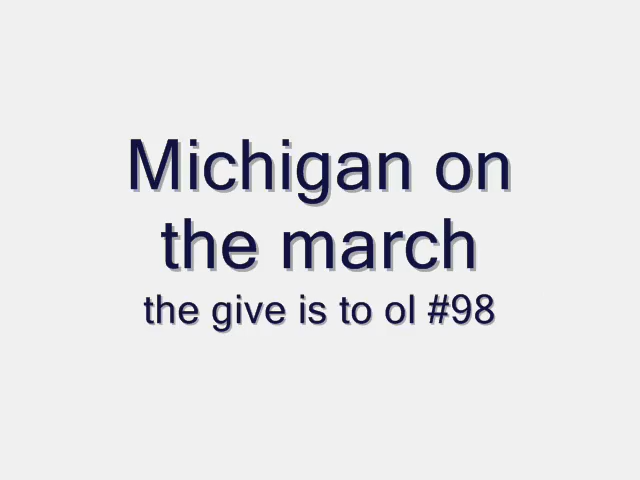 Michigan on
the march
the give is to ol #98